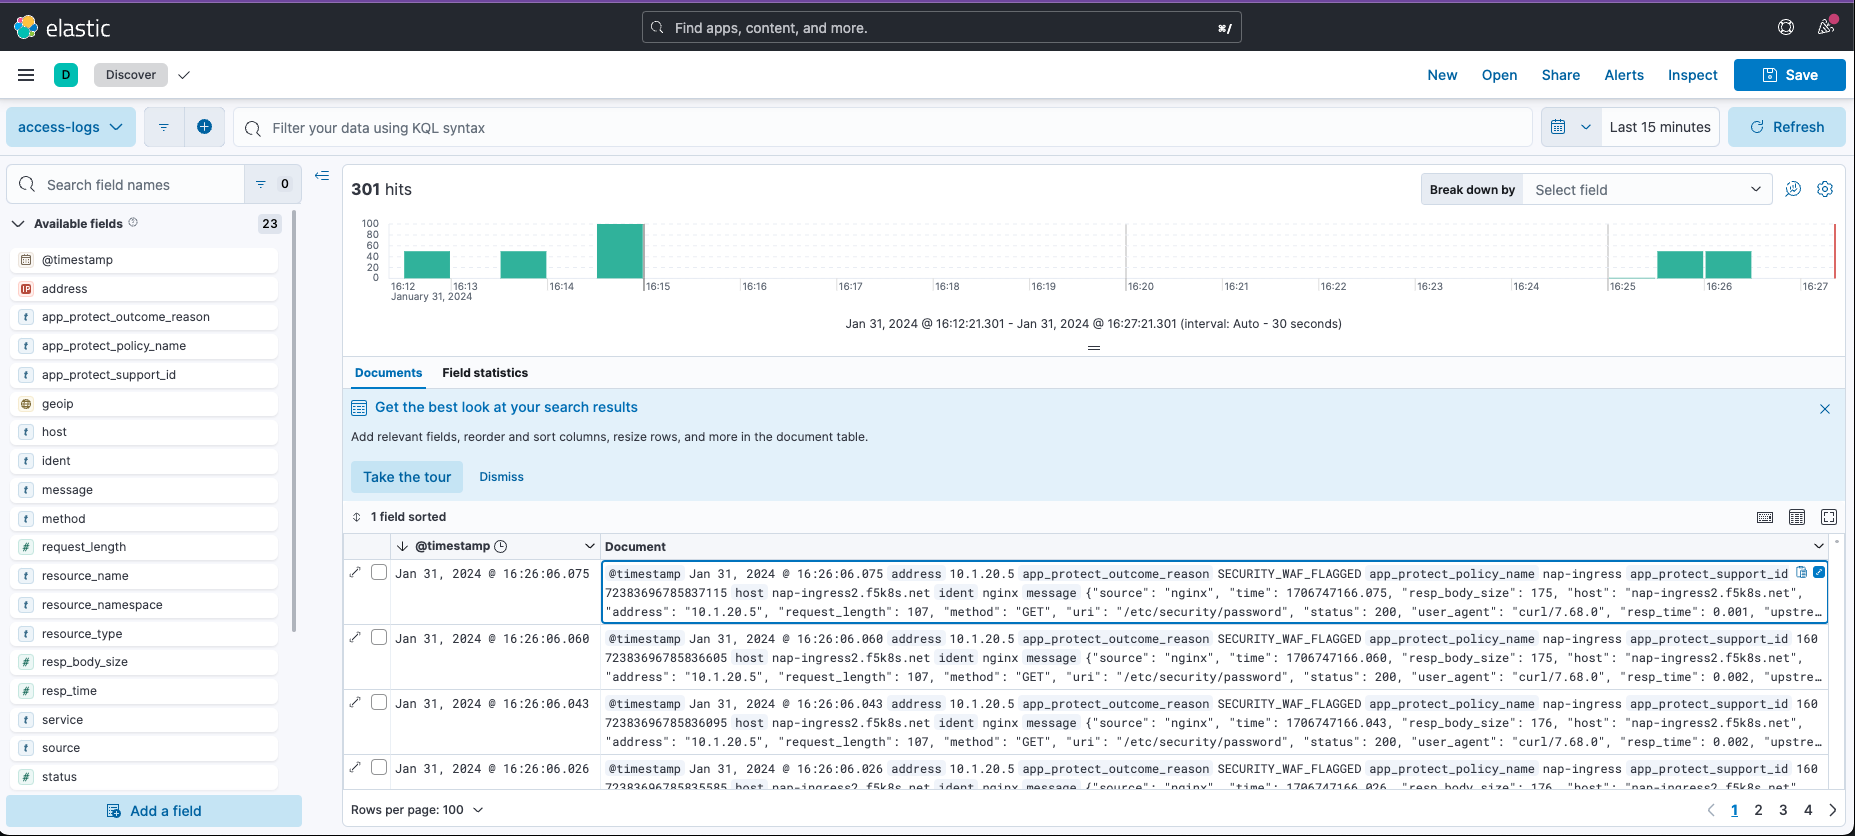 elastic
Find apps, content, and more.
⌘/
D
Discover
New
Open
Share
Alerts
Inspect
Save
access-logs
Filter your data using KQL syntax
Last 15 minutes
Refresh
Search field names
0
Available fields
23
@timestamp
address
app_protect_outcome_reason
app_protect_policy_name
app_protect_support_id
geoip
host
ident
message
method
request_length
resource_name
resource_namespace
resource_type
resp_body_size
resp_time
service
source
status
Add a field
301 hits
Break down by
Select field
100
80
60
40
20
0
16:12 16:13 16:14 16:15 16:16 16:17 16:18 16:19 16:20 16:21 16:22 16:23 16:24 16:25 16:26 16:27
January 31, 2024
Jan 31, 2024 @ 16:12:21.301 - Jan 31, 2024 @ 16:27:21.301 (interval: Auto - 30 seconds)
Documents
Field statistics
Get the best look at your search results
Add relevant fields, reorder and sort columns, resize rows, and more in the document table.
Take the tour
Dismiss
1 field sorted
@timestamp
Document
Jan 31, 2024 @ 16:26:06.075
@timestamp Jan 31, 2024 @ 16:26:06.075 address 10.1.20.5 app_protect_outcome_reason SECURITY_WAF_FLAGGED app_protect_policy_name nap-ingress app_protect_support_id
72383696785837115 host nap-ingress2.f5k8s.net ident nginx message {"source": "nginx", "time": 1706747166.075, "resp_body_size": 175, "host": "nap-ingress2.f5k8s.net",
"address": "10.1.20.5", "request_length": 107, "method": "GET", "uri": "/etc/security/password", "status": 200, "user_agent": "curl/7.68.0", "resp_time": 0.001, "upstre…
Jan 31, 2024 @ 16:26:06.060
@timestamp Jan 31, 2024 @ 16:26:06.060 address 10.1.20.5 app_protect_outcome_reason SECURITY_WAF_FLAGGED app_protect_policy_name nap-ingress app_protect_support_id 160
72383696785836605 host nap-ingress2.f5k8s.net ident nginx message {"source": "nginx", "time": 1706747166.060, "resp_body_size": 175, "host": "nap-ingress2.f5k8s.net",
"address": "10.1.20.5", "request_length": 107, "method": "GET", "uri": "/etc/security/password", "status": 200, "user_agent": "curl/7.68.0", "resp_time": 0.002, "upstre…
Jan 31, 2024 @ 16:26:06.043
@timestamp Jan 31, 2024 @ 16:26:06.043 address 10.1.20.5 app_protect_outcome_reason SECURITY_WAF_FLAGGED app_protect_policy_name nap-ingress app_protect_support_id 160
72383696785836095 host nap-ingress2.f5k8s.net ident nginx message {"source": "nginx", "time": 1706747166.043, "resp_body_size": 176, "host": "nap-ingress2.f5k8s.net",
"address": "10.1.20.5", "request_length": 107, "method": "GET", "uri": "/etc/security/password", "status": 200, "user_agent": "curl/7.68.0", "resp_time": 0.002, "upstre…
Jan 31, 2024 @ 16:26:06.026
@timestamp Jan 31, 2024 @ 16:26:06.026 address 10.1.20.5 app_protect_outcome_reason SECURITY_WAF_FLAGGED app_protect_policy_name nap-ingress app_protect_support_id 160
72383696785835585 host nap-ingress2.f5k8s.net ident nginx message {"source": "nginx", "time": 1706747166.026, "resp_body_size": 176, "host": "nap-ingress2.f5k8s.net",
Rows per page: 100
1 2 3 4